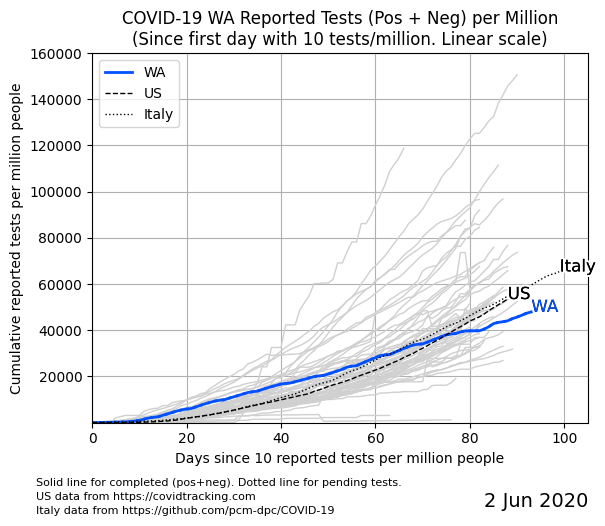 COVID-19 WA Reported Tests (Pos + Neg) per Million
(Since first day with 10 tests/million. Linear scale)
160000
140000
120000
100000
80000
60000
40000
20000
Cumulative reported tests per million people
WA
US
Italy
Italy
US
WA
0
20
40
60
80
100
Days since 10 reported tests per million people
Solid line for completed (pos+neg). Dotted line for pending tests.
US data from https://covidtracking.com
Italy data from https://github.com/pcm-dpc/COVID-19
2 Jun 2020